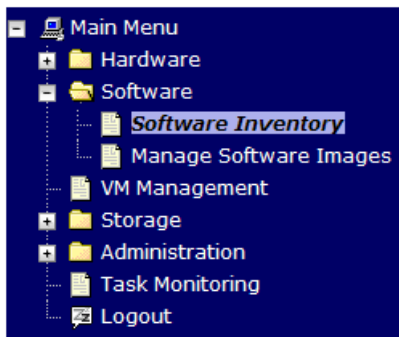 Main Menu
Hardware
Software
Software Inventory
Manage Software Images
VM Management
Storage
Administration
Task Monitoring
Logout